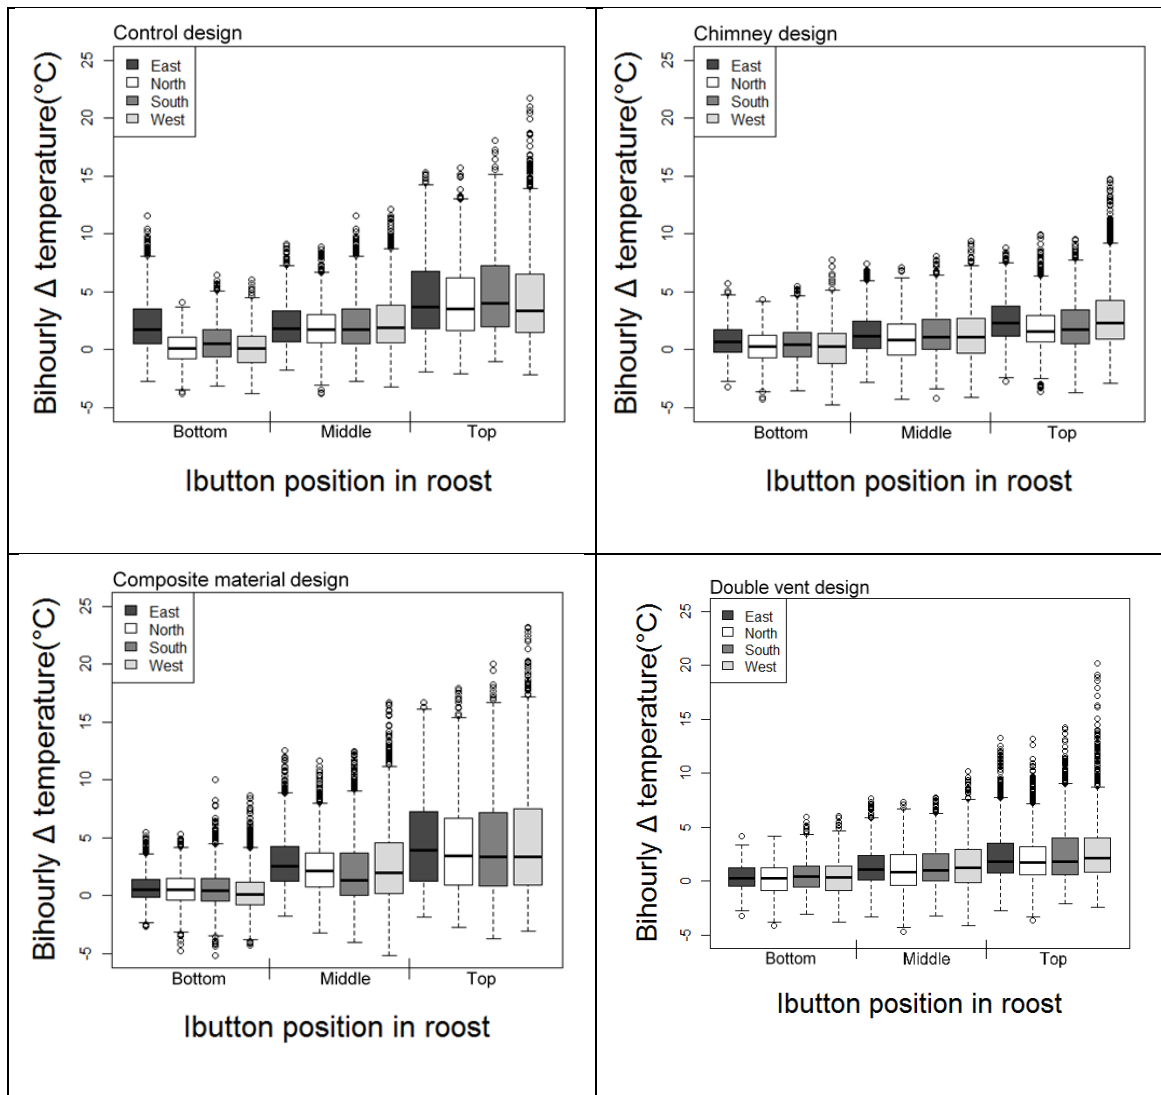 Control design
Bihourly Δ temperature(°C)
25
20
15
10
5
0
-5
East
North
South
West
Bottom
Middle
Top
Ibutton position in roost
Chimney design
Bihourly Δ temperature(°C)
25
20
15
10
5
0
-5
East
North
South
West
Bottom
Middle
Top
Ibutton position in roost
Composite material design
Bihourly Δ temperature(°C)
25
20
15
10
5
0
-5
East
North
South
West
Bottom
Middle
Top
Ibutton position in roost
Double vent design
Bihourly Δ temperature(°C)
25
20
15
10
5
0
-5
East
North
South
West
Bottom
Middle
Top
Ibutton position in roost